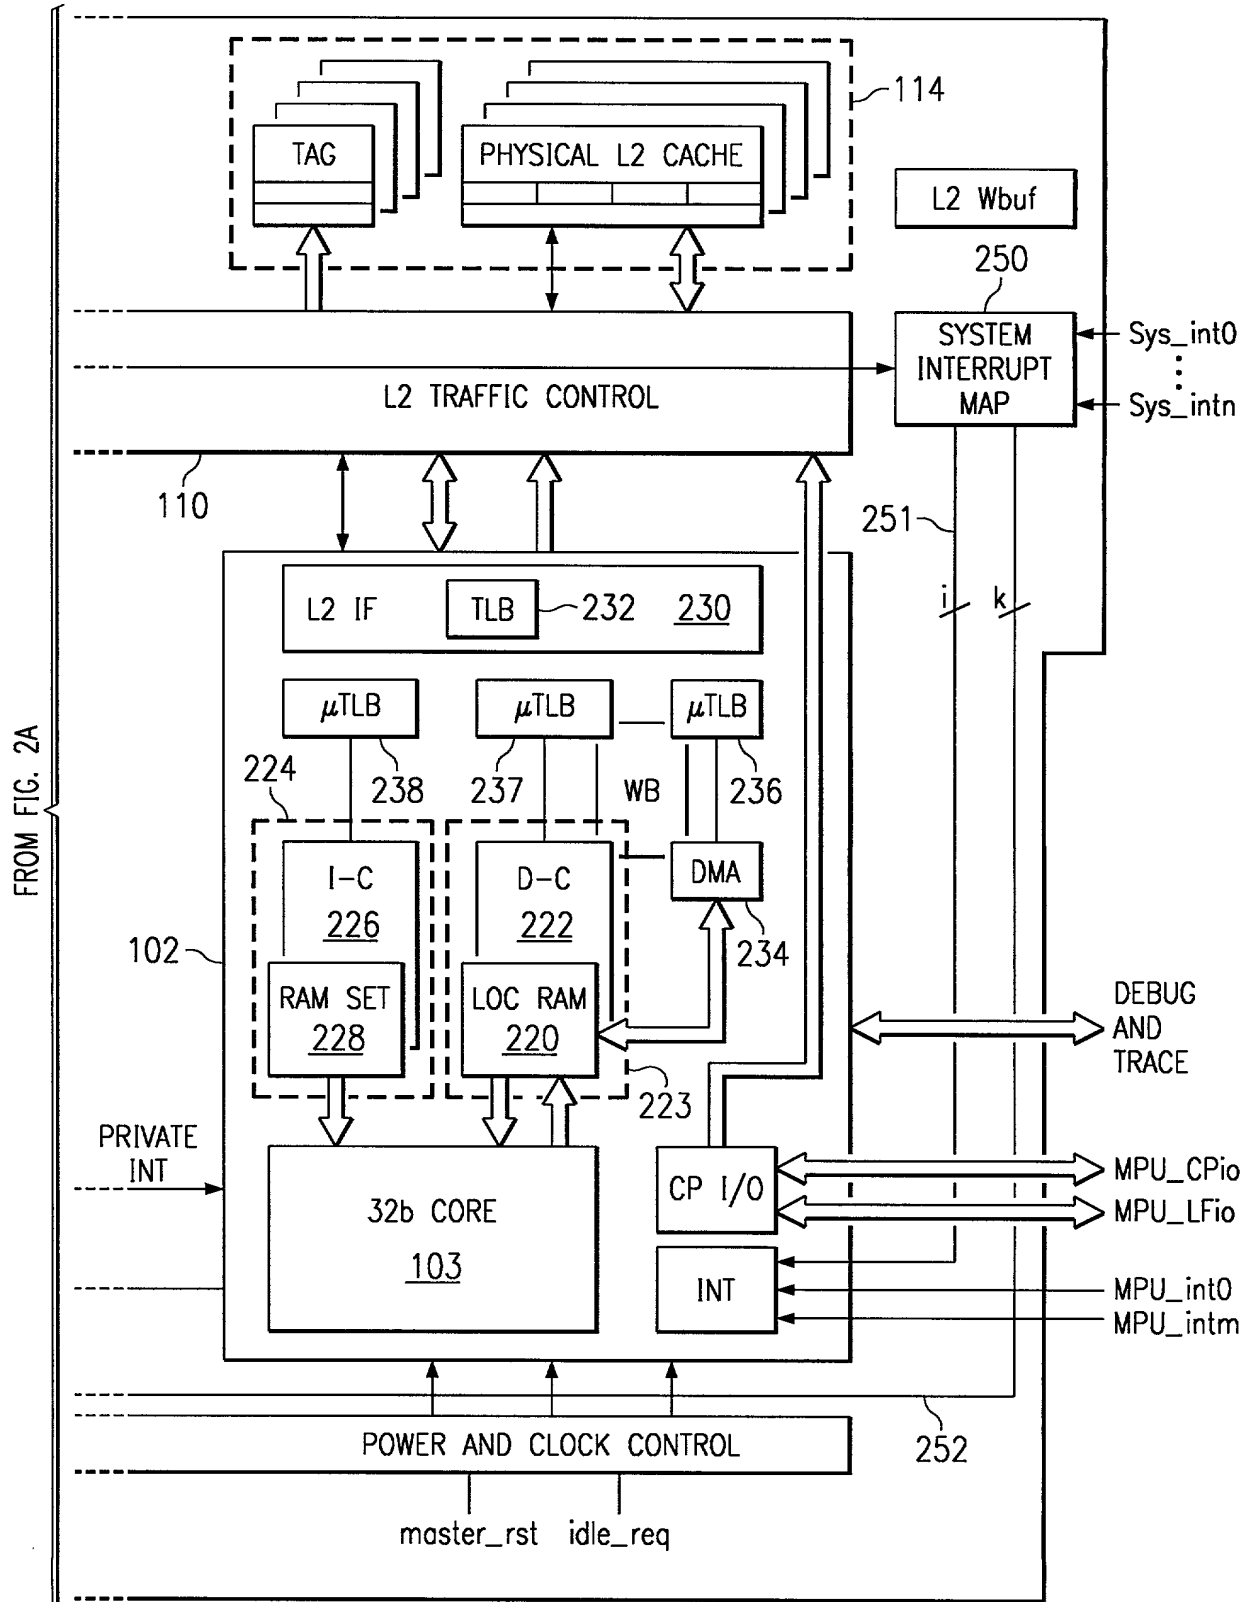 114
TAG
PHYSICAL L2 CACHE
L2 Wbuf
250
SYSTEM
INTERRUPT
MAP
Sys_int0
Sys_intn
L2 TRAFFIC CONTROL
110
251
i
k
L2 IF
TLB
232
230
μTLB
μTLB
μTLB
238
237
236
224
WB
FROM FIG. 2A
I-C
226
D-C
222
DMA
234
102
RAM SET
228
LOC RAM
220
223
DEBUG
AND
TRACE
PRIVATE
INT
32b CORE
103
CP I/O
MPU_CPio
MPU_LFio
INT
MPU_int0
MPU_intm
252
POWER AND CLOCK CONTROL
master_rst
idle_req